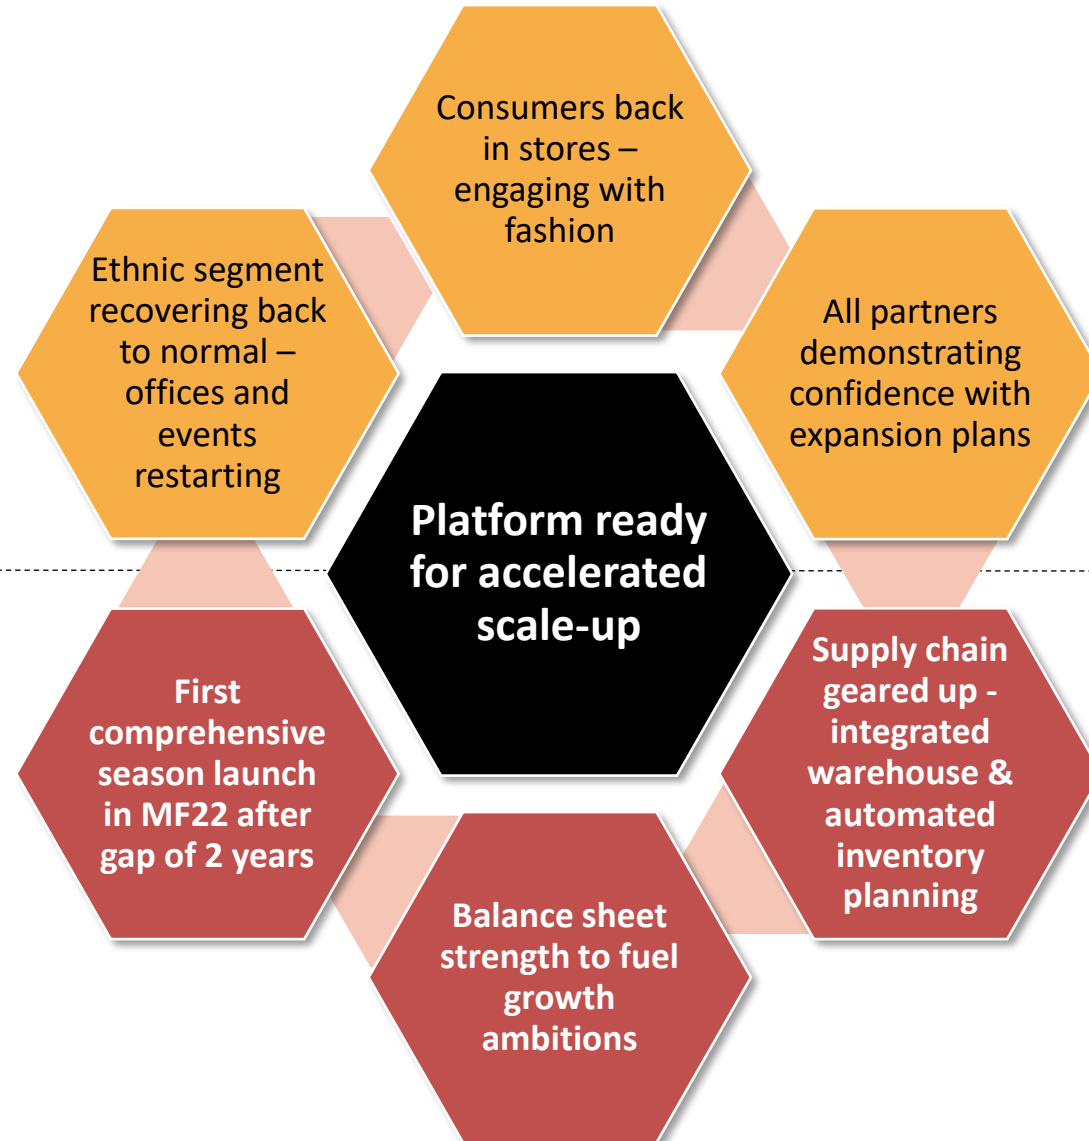 Consumers back
in stores –
engaging with
fashion
Ethnic segment
recovering back
to normal –
offices and
events
restarting
All partners
demonstrating
confidence with
expansion plans
Platform ready
for accelerated
scale-up
First
comprehensive
season launch
in MF22 after
gap of 2 years
Supply chain
geared up -
integrated
warehouse &
automated
inventory
planning
Balance sheet
strength to fuel
growth
ambitions